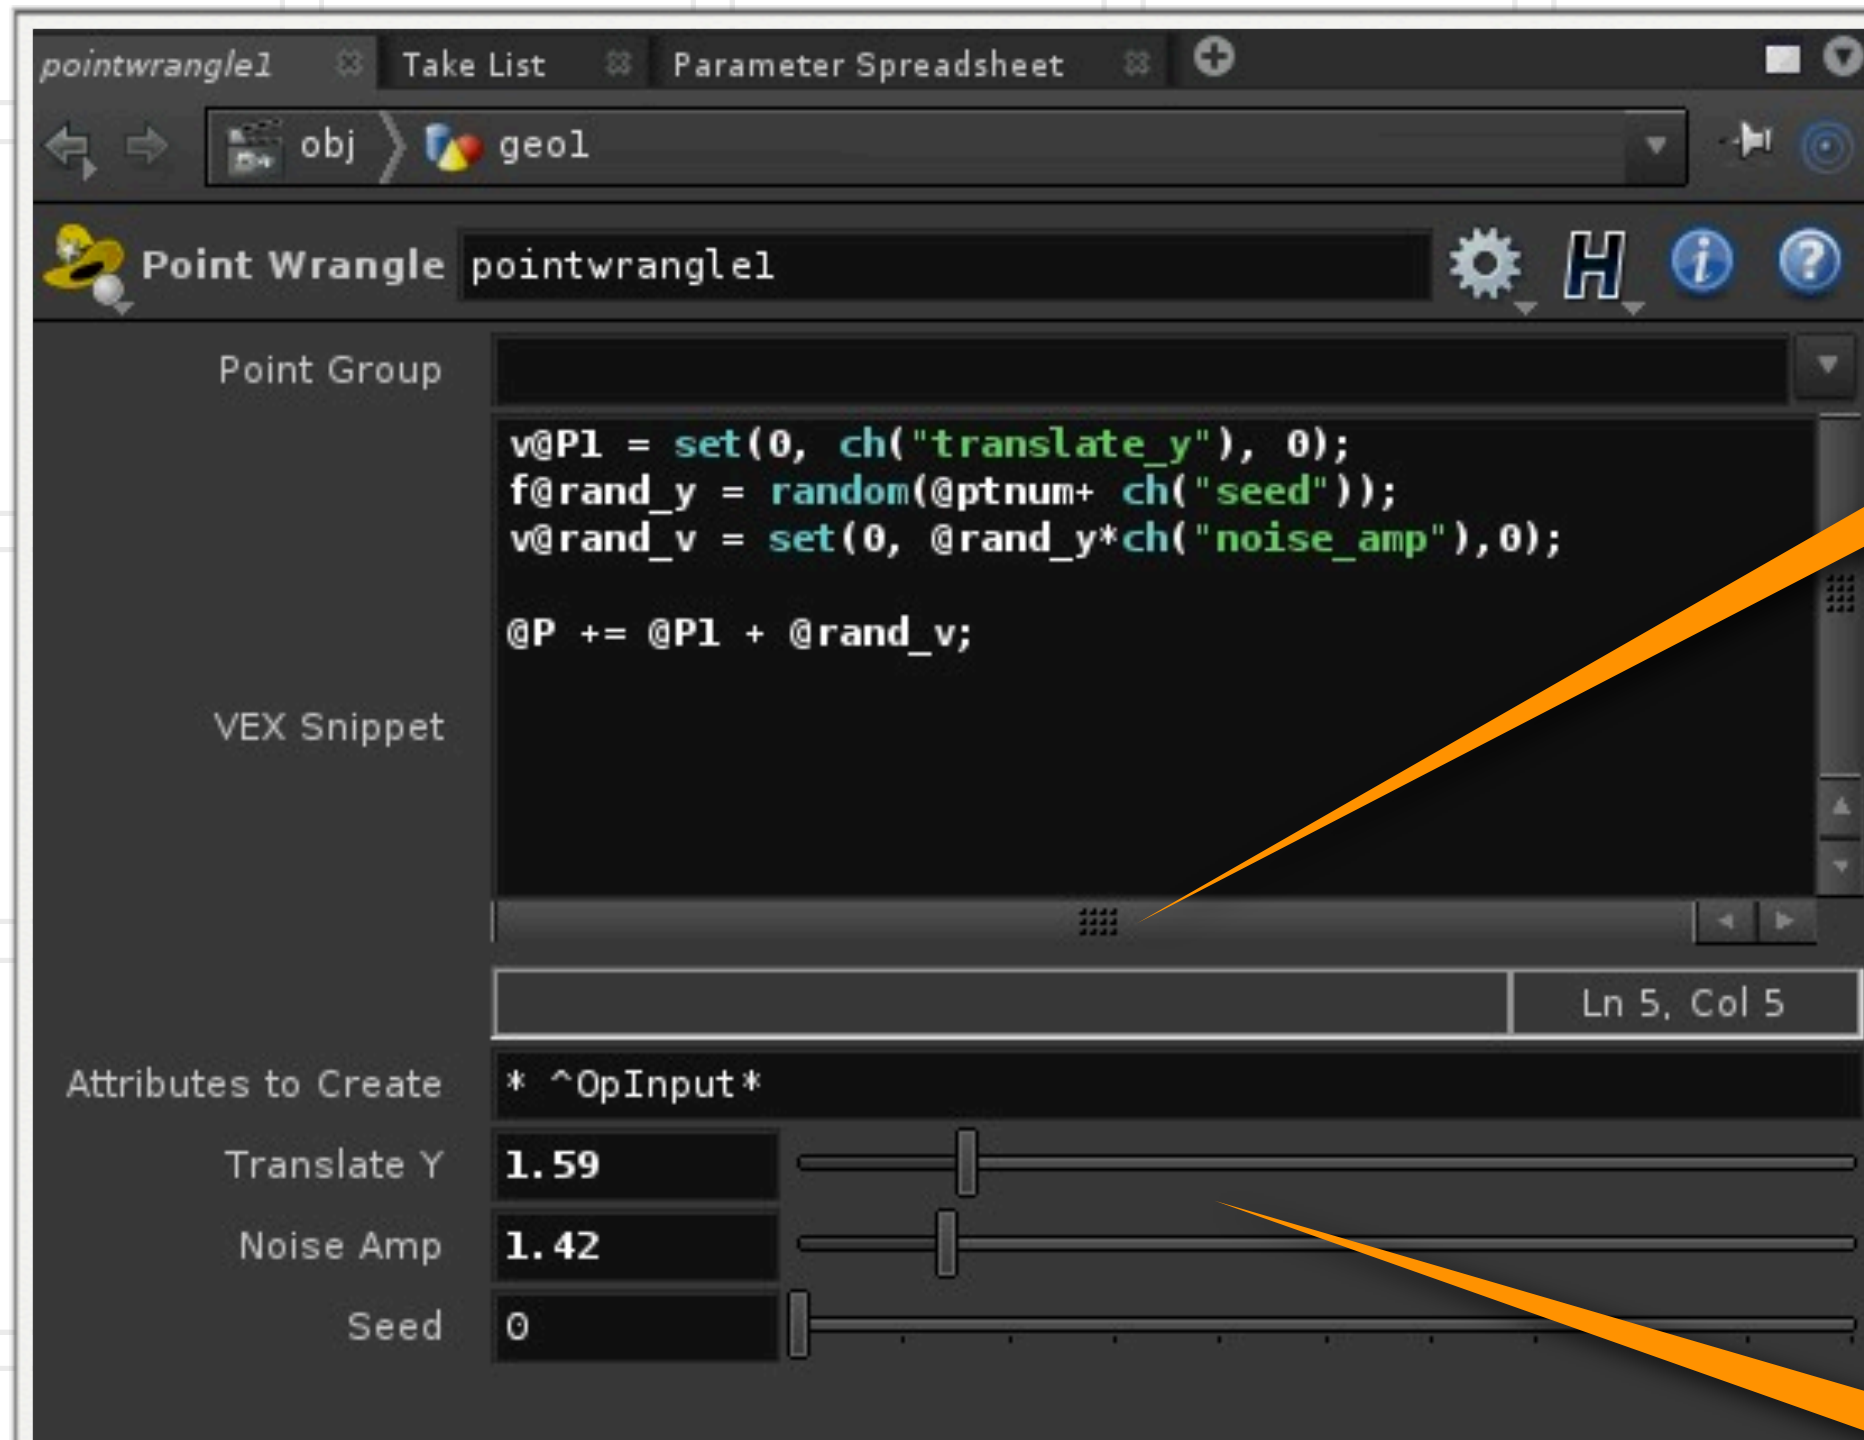 pointwrangle1 Take List Parameter Spreadsheet
obj geo1
Point Wrangle pointwrangle1
Point Group
v@P1 = set(0, ch("translate_y"), 0);
f@rand_y = random(@ptnum+ ch("seed"));
v@rand_v = set(0, @rand_y*ch("noise_amp"),0);
@P += @P1 + @rand_v;
VEX Snippet
Ln 5, Col 5
Attributes to Create * ^OpInput*
Translate Y 1.59
Noise Amp 1.42
Seed 0